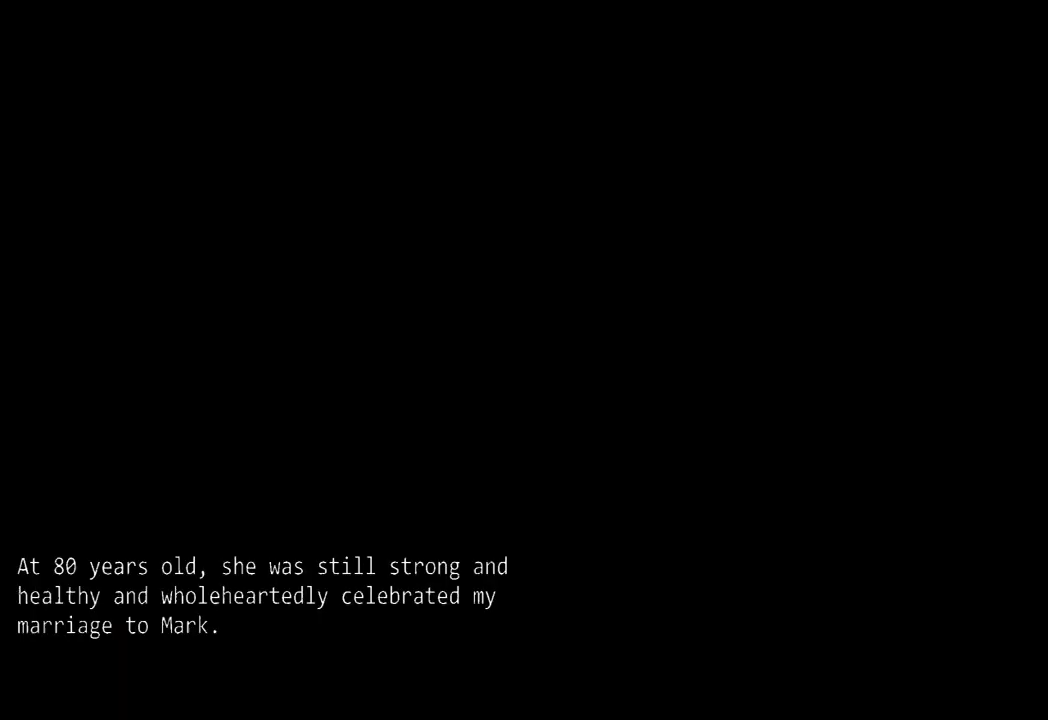 At 80 years old, she was still strong and
healthy and wholeheartedly celebrated my
marriage to Mark.